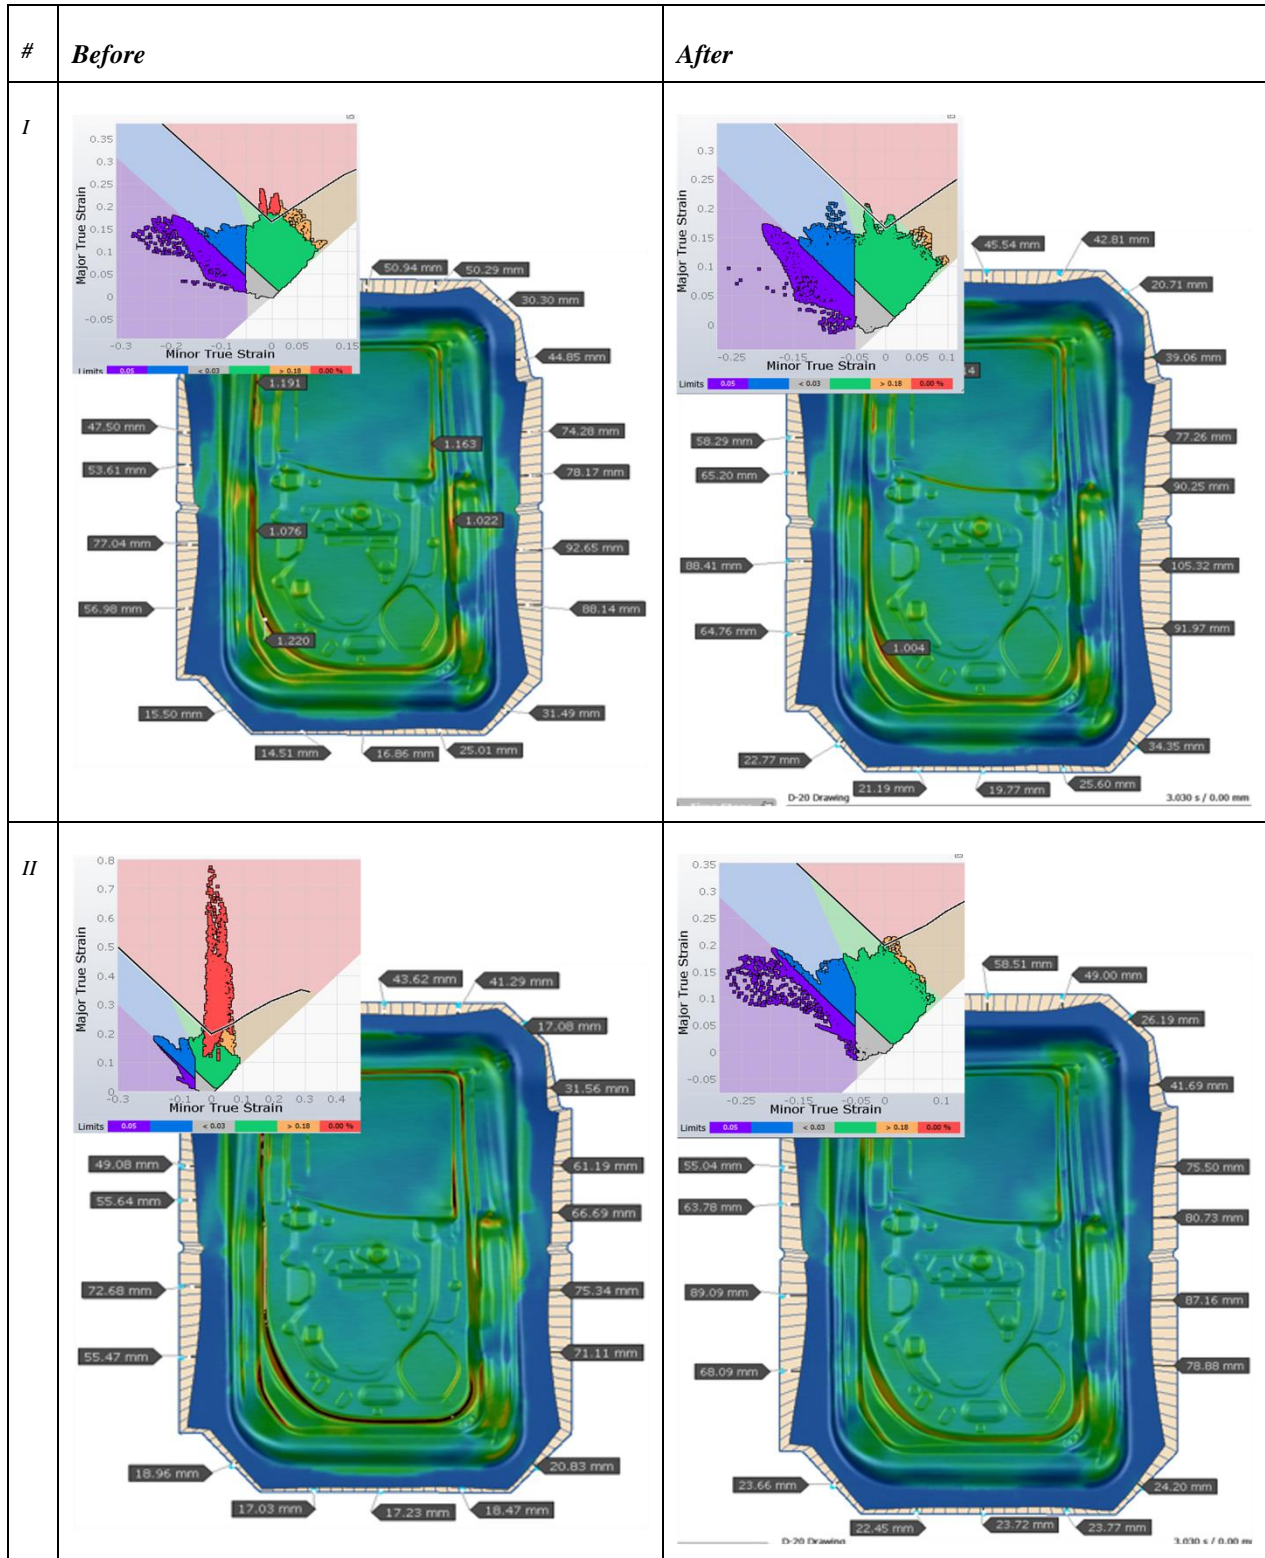 # Before After
I
0.35
0.3
0.25
0.2
0.15
0.1
0.05
0
-0.05
Major True Strain
-0.3 -0.2 -0.1 0 0.05 0.15
Minor True Strain
Limits 0.05 < 0.03 > 0.18 0.00 %
50.94 mm
50.29 mm
30.30 mm
44.85 mm
1.191
47.50 mm
74.28 mm
1.163
53.61 mm
78.17 mm
1.022
1.076
77.04 mm
92.65 mm
56.98 mm
88.14 mm
1.220
15.50 mm
31.49 mm
14.51 mm
16.86 mm
25.01 mm
0.3
0.25
0.2
0.15
0.1
0.05
0
Major True Strain
-0.25 -0.15 -0.05 0 0.05 0.1
Minor True Strain
Limits 0.05 < 0.03 > 0.18 0.00 %
45.54 mm
42.81 mm
20.71 mm
39.06 mm
14
58.29 mm
77.26 mm
65.20 mm
90.25 mm
88.41 mm
105.32 mm
64.76 mm
91.97 mm
1.004
22.77 mm
34.35 mm
21.19 mm
19.77 mm
25.60 mm
D-20 Drawing
3.030 s / 0.00 mm
II
0.8
0.7
0.6
0.5
0.4
0.3
0.2
0.1
0
Major True Strain
-0.3 -0.1 0 0.1 0.2 0.3 0.4
Minor True Strain
Limits 0.05 < 0.03 > 0.18 0.00 %
43.62 mm
41.29 mm
17.08 mm
31.56 mm
49.08 mm
61.19 mm
55.64 mm
66.69 mm
72.68 mm
75.34 mm
55.47 mm
71.11 mm
18.96 mm
20.83 mm
17.03 mm
17.23 mm
18.47 mm
0.35
0.3
0.25
0.2
0.15
0.1
0.05
0
-0.05
Major True Strain
-0.25 -0.15 -0.05 0 0.1
Minor True Strain
Limits 0.05 < 0.03 > 0.18 0.00 %
58.51 mm
49.00 mm
26.19 mm
41.69 mm
55.04 mm
75.50 mm
63.78 mm
80.73 mm
89.09 mm
87.16 mm
68.09 mm
78.88 mm
23.66 mm
24.20 mm
22.45 mm
23.72 mm
23.77 mm
D-20 Drawing
3.030 s / 0.00 m